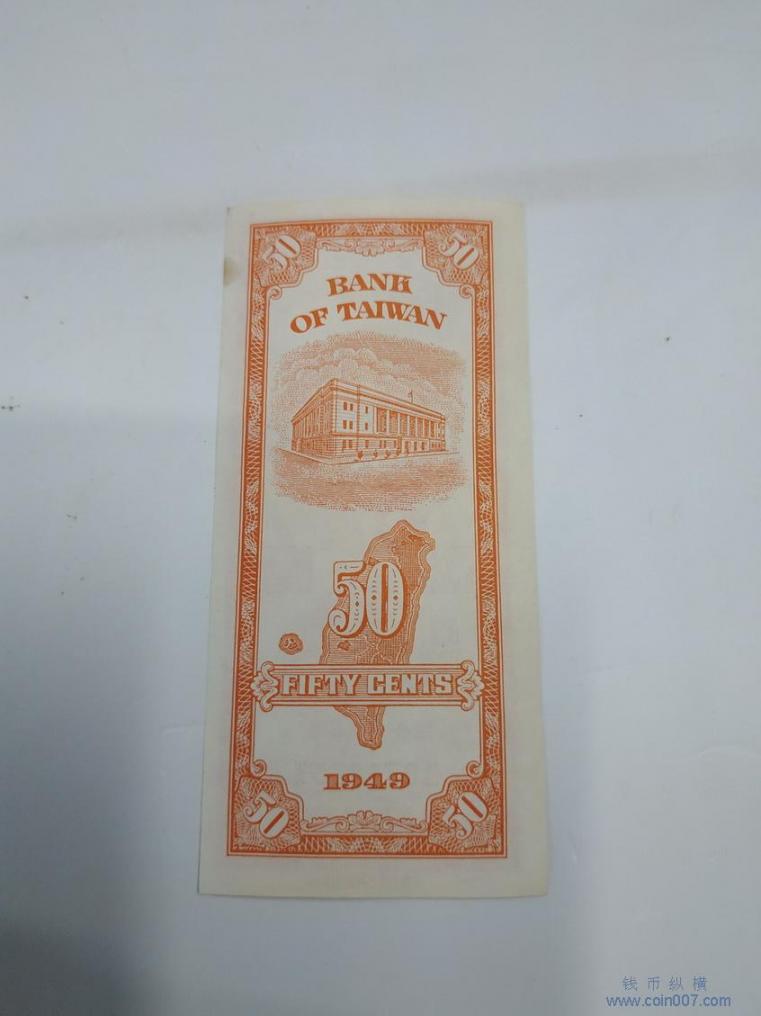 50 50
BANK
OF TAIWAN
50
FIFTY CENTS
1949
50 50
钱币纵横
www.coin007.com